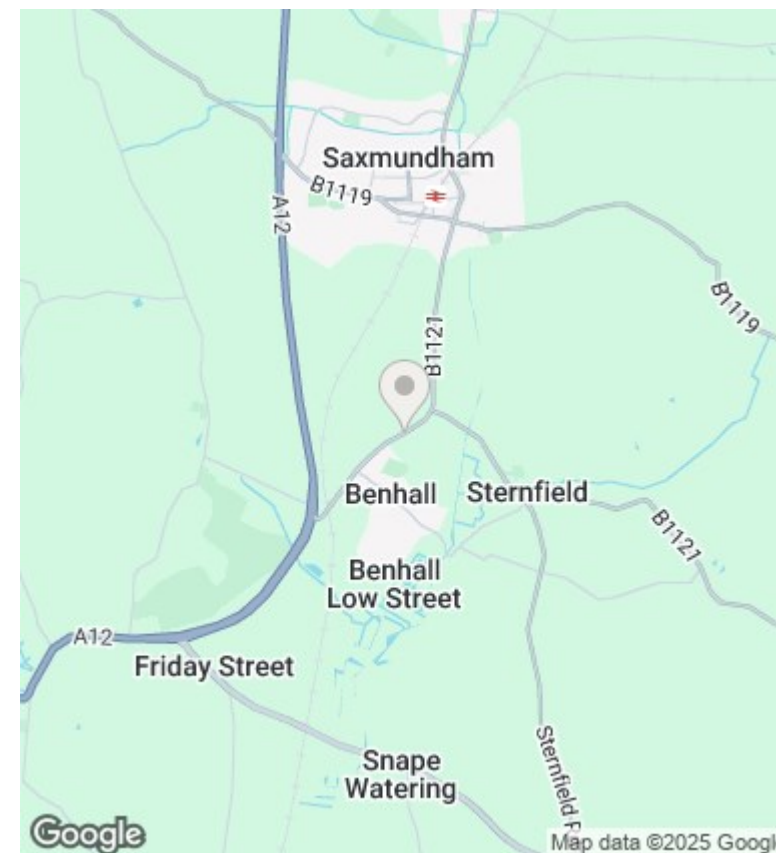 Saxmundham
B1119
A12
B1119
B1121
Benhall
Sternfield
B1121
Benhall
Low Street
A12
Friday Street
Snape
Watering
Sternfield R
Google
Map data ©2025 Googl